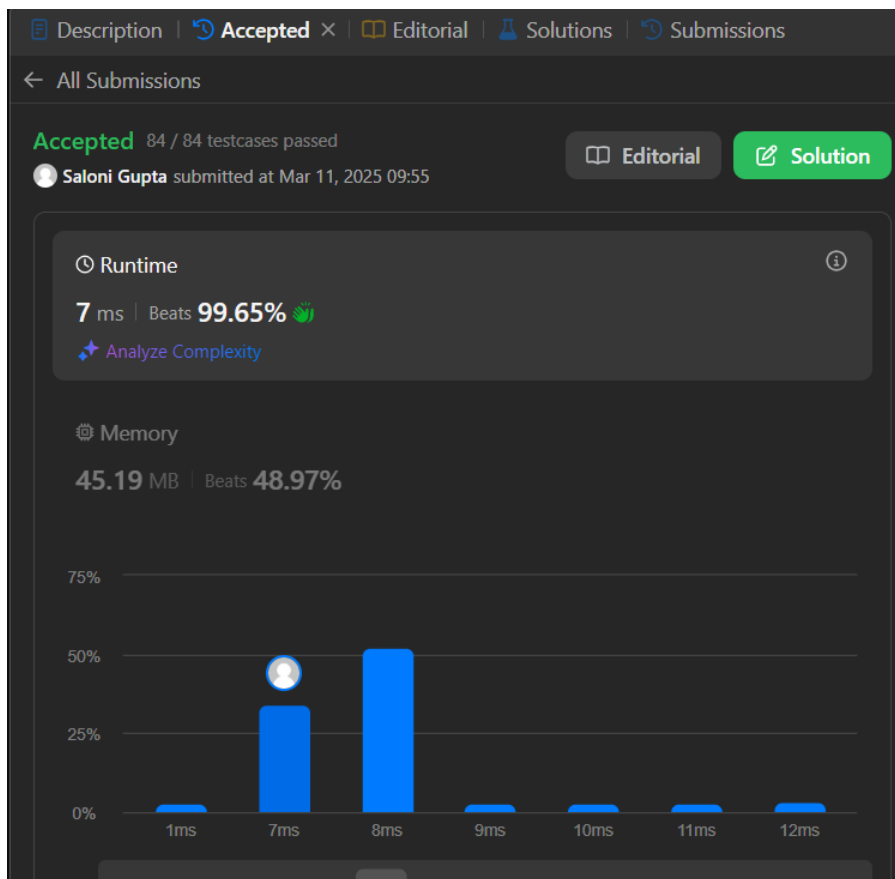 Description Accepted Editorial Solutions Submissions
All Submissions
Accepted 84 / 84 testcases passed
Saloni Gupta submitted at Mar 11, 2025 09:55
Editorial
Solution
Runtime
7 ms Beats 99.65%
Analyze Complexity
Memory
45.19 MB Beats 48.97%
75%
50%
25%
0%
1ms 7ms 8ms 9ms 10ms 11ms 12ms